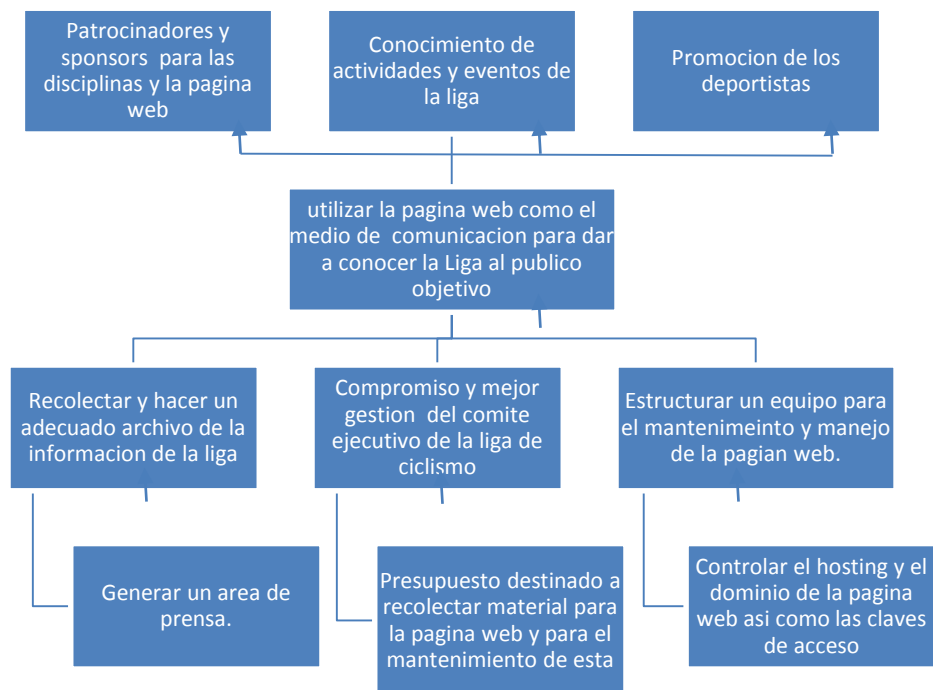 Patrocinadores y
sponsors para las
disciplinas y la pagina
web
Conocimiento de
actividades y eventos de
la liga
Promocion de los
deportistas
utilizar la pagina web como el
medio de comunicacion para dar
a conocer la Liga al publico
objetivo
Recolectar y hacer un
adecuado archivo de la
informacion de la liga
Compromiso y mejor
gestion del comite
ejecutivo de la liga de
ciclismo
Estructurar un equipo para
el mantenimeinto y manejo
de la pagian web.
Generar un area de
prensa.
Presupuesto destinado a
recolectar material para
la pagina web y para el
mantenimiento de esta
Controlar el hosting y el
dominio de la pagina
web asi como las claves
de acceso